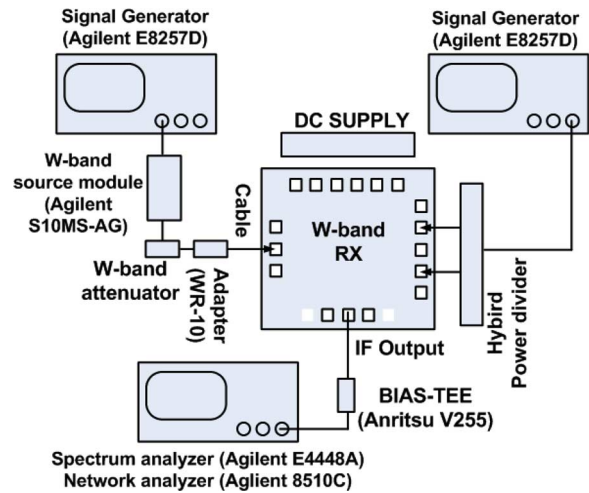 Signal Generator
(Agilent E8257D)
Signal Generator
(Agilent E8257D)
DC SUPPLY
W-band
source module
(Agilent
S10MS-AG)
Cable
W-band
RX
W-band
attenuator
Adapter
(WR-10)
Hybird
Power divider
IF Output
BIAS-TEE
(Anritsu V255)
Spectrum analyzer (Agilent E4448A)
Network analyzer (Aglient 8510C)